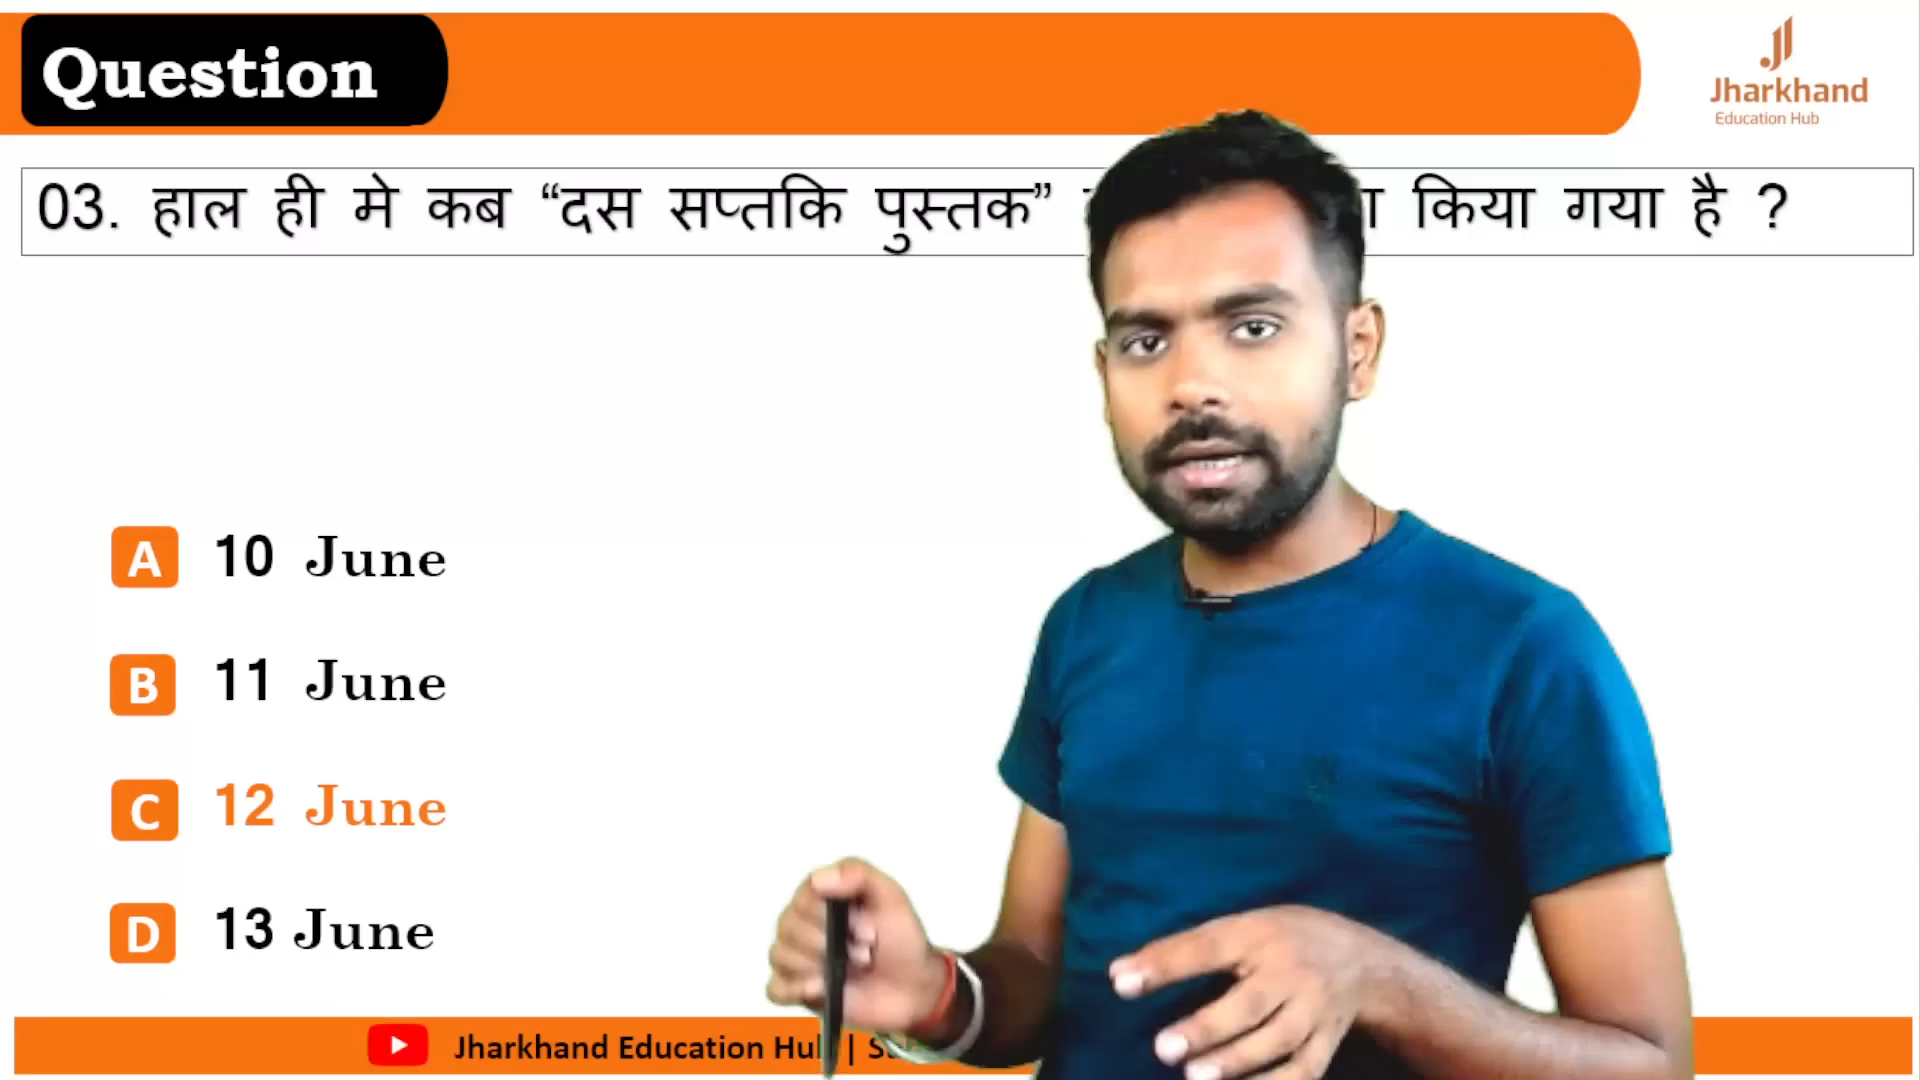 Question
Jharkhand
Education Hub
03. हाल ही मे कब “दस सप्तकि पुस्तक” किया गया है ?
A 10 June
B 11 June
C 12 June
D 13 June
Jharkhand Education Hub |